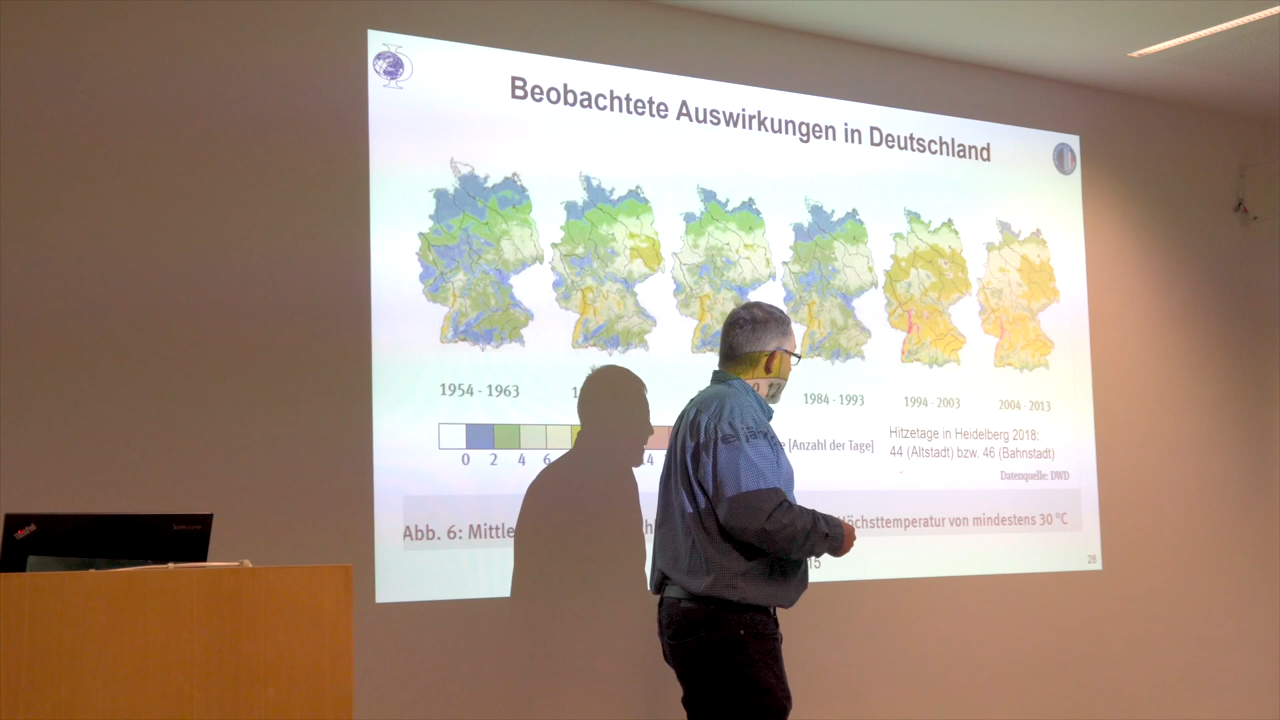 Beobachtete Auswirkungen in Deutschland
1954 - 1963
1984 - 1993
1994 - 2003
2004 - 2013
0 2 4 6
[Anzahl der Tage]
Hitzetage in Heidelberg 2018:
44 (Altstadt) bzw. 46 (Bahnstadt)
Datenquelle: DWD
Abb. 6: Mittle
Höchsttemperatur von mindestens 30 °C
15
28
ThinkPad